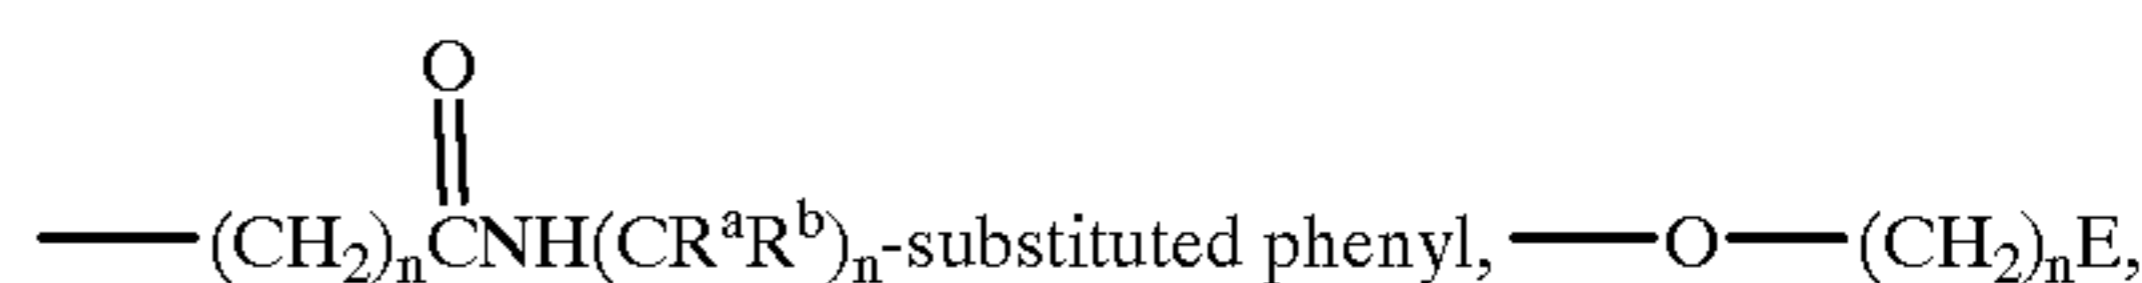 O
(CH₂)ₙCNH(CRᵃRᵇ)ₙ-substituted phenyl, —O—(CH₂)ₙE,